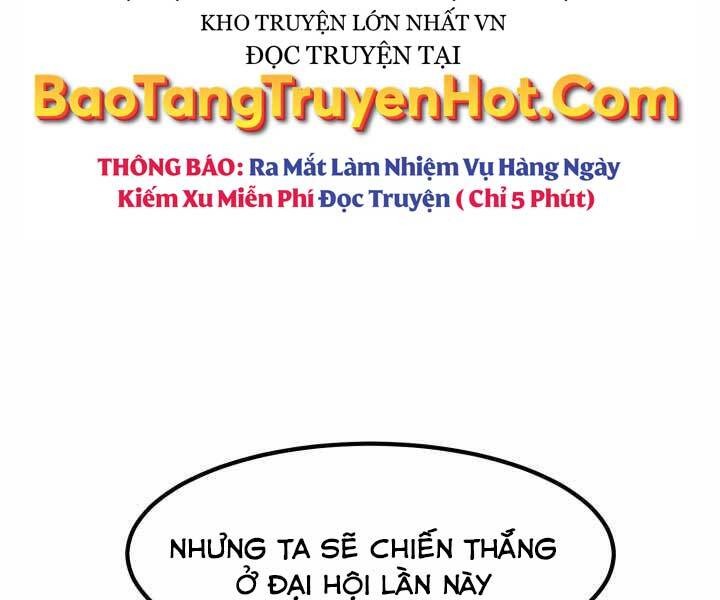 KHO TRUYỆN LỚN NHẤT VN
ĐỌC TRUYỆN TẠI
BaoTangTruyenHot.Com
THÔNG BÁO: Ra Mắt Làm Nhiệm Vụ Hàng Ngày
Kiếm Xu Miễn Phí Đọc Truyện ( Chỉ 5 Phút)
NHƯNG TA SẼ CHIẾN THẮNG
Ở ĐẠI HỘI LẦN NÀY